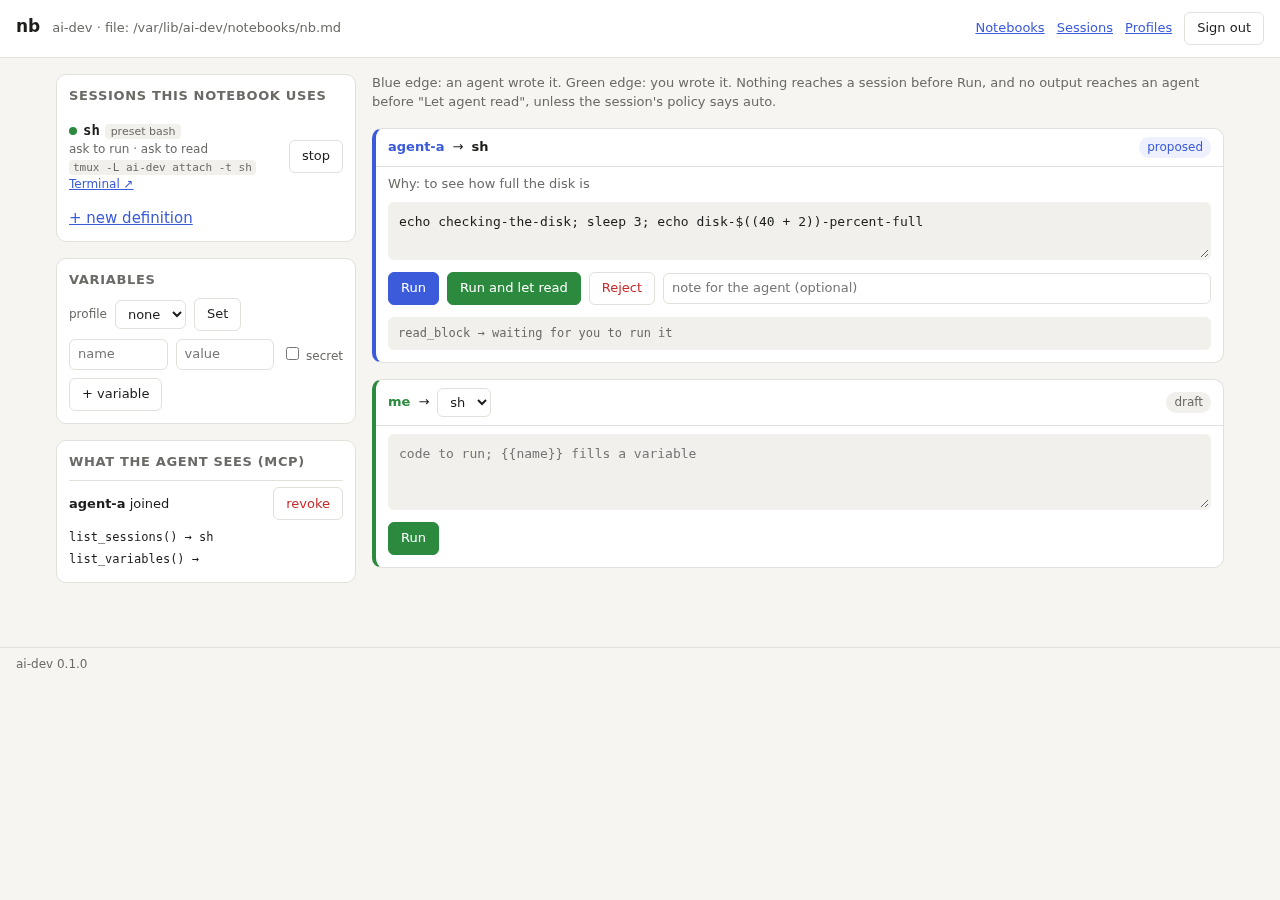 nb ai-dev · file: /var/lib/ai-dev/notebooks/nb.md Notebooks Sessions Profiles Sign out
SESSIONS THIS NOTEBOOK USES
sh preset bash
ask to run · ask to read
tmux -L ai-dev attach -t sh
Terminal ↗
stop
+ new definition
VARIABLES
profile none Set
name value secret
+ variable
WHAT THE AGENT SEES (MCP)
agent-a joined revoke
list_sessions() → sh
list_variables() →
Blue edge: an agent wrote it. Green edge: you wrote it. Nothing reaches a session before Run, and no output reaches an agent
before "Let agent read", unless the session's policy says auto.
agent-a → sh proposed
Why: to see how full the disk is
echo checking-the-disk; sleep 3; echo disk-$((40 + 2))-percent-full
Run Run and let read Reject note for the agent (optional)
read_block → waiting for you to run it
me → sh draft
code to run; {{name}} fills a variable
Run
ai-dev 0.1.0